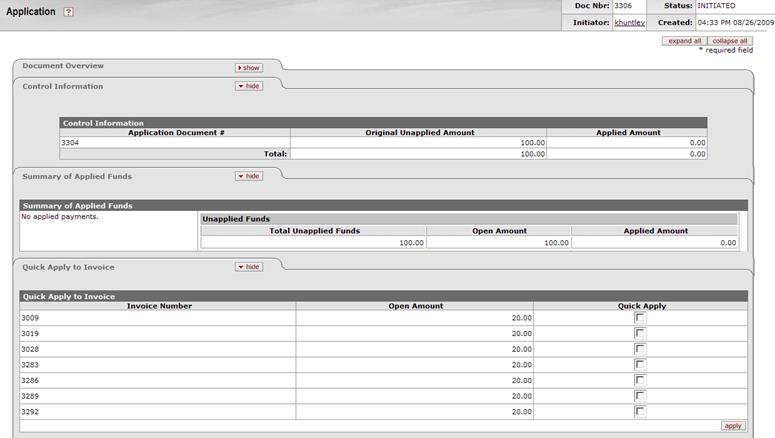 Application ?
Doc Nbr: 3306 Status: INITIATED
Initiator: khuntley Created: 04:33 PM 08/26/2009
expand all collapse all
* required field
Document Overview show
Control Information hide
Control Information
Application Document # Original Unapplied Amount Applied Amount
3304 100.00 0.00
Total: 100.00 0.00
Summary of Applied Funds hide
Summary of Applied Funds
No applied payments.
Unapplied Funds
Total Unapplied Funds Open Amount Applied Amount
100.00 100.00 0.00
Quick Apply to Invoice hide
Quick Apply to Invoice
Invoice Number Open Amount Quick Apply
3009 20.00
3019 20.00
3028 20.00
3283 20.00
3286 20.00
3289 20.00
3292 20.00
apply